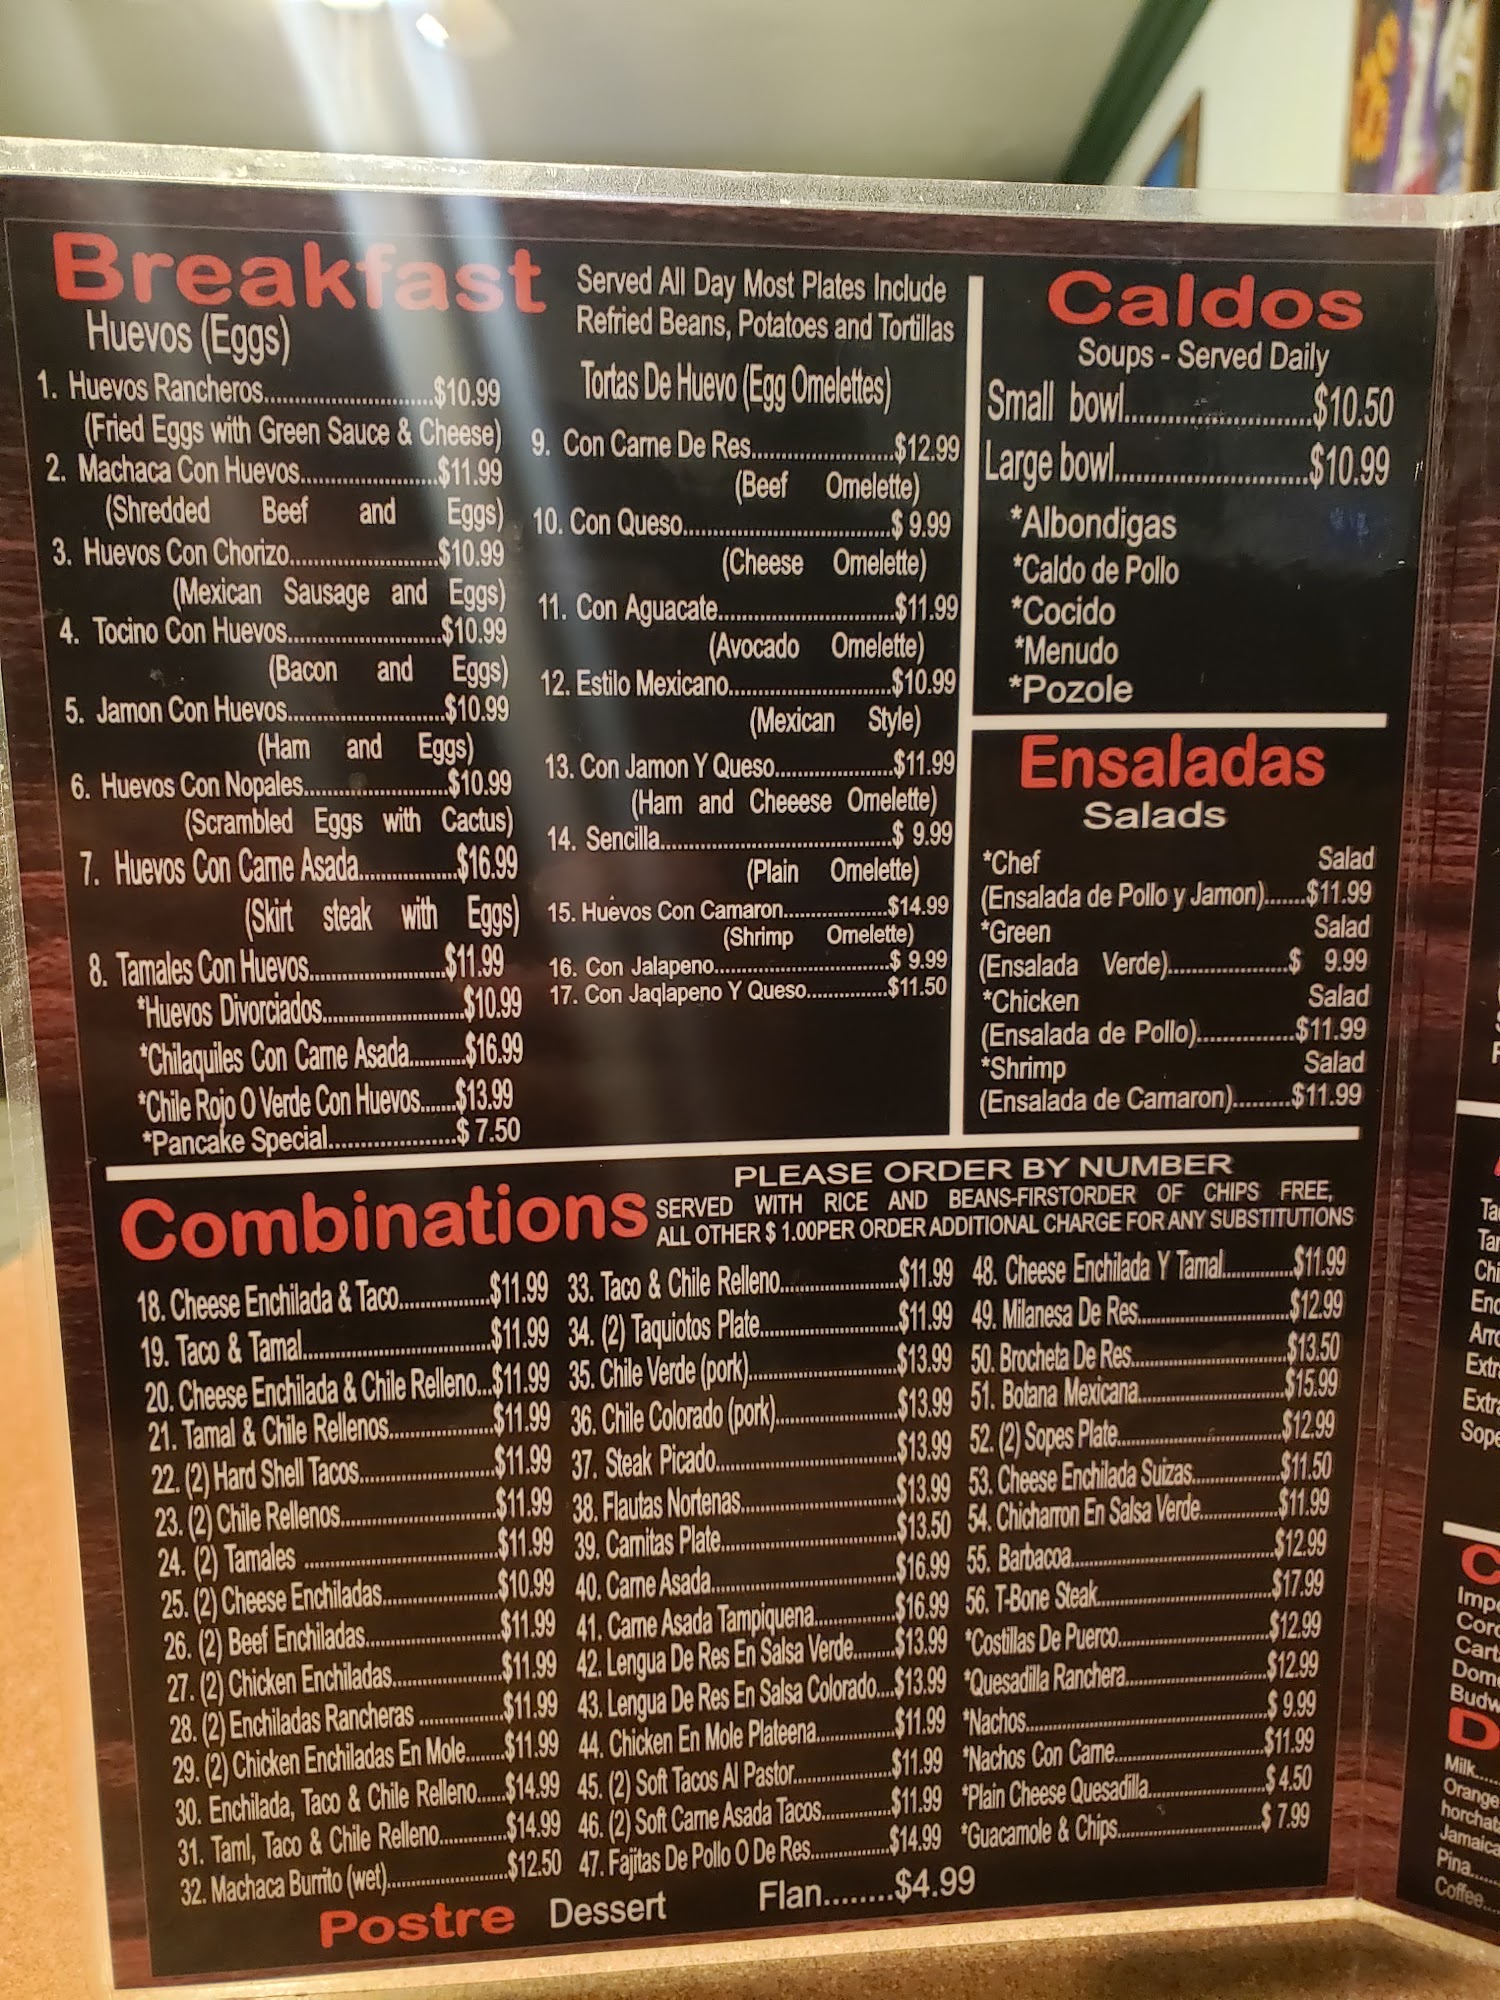 Breakfast
Huevos (Eggs)
1. Huevos Rancheros..........................$10.99
(Fried Eggs with Green Sauce & Cheese)
2. Machaca Con Huevos.....................$11.99
(Shredded Beef and Eggs)
3. Huevos Con Chorizo.......................$10.99
(Mexican Sausage and Eggs)
4. Tocino Con Huevos........................$10.99
(Bacon and Eggs)
5. Jamon Con Huevos........................$10.99
(Ham and Eggs)
6. Huevos Con Nopales......................$10.99
(Scrambled Eggs with Cactus)
7. Huevos Con Carne Asada...............$16.99
(Skirt steak with Eggs)
8. Tamales Con Huevos.....................$11.99
*Huevos Divorciados......................$10.99
*Chilaquiles Con Carne Asada..........$16.99
*Chile Rojo O Verde Con Huevos......$13.99
*Pancake Special....................$ 7.50
Served All Day Most Plates Include
Refried Beans, Potatoes and Tortillas
Tortas De Huevo (Egg Omelettes)
9. Con Carne De Res......................$12.99
(Beef Omelette)
10. Con Queso................................$ 9.99
(Cheese Omelette)
11. Con Aguacate...........................$11.99
(Avocado Omelette)
12. Estilo Mexicano.........................$10.99
(Mexican Style)
13. Con Jamon Y Queso..................$11.99
(Ham and Cheeese Omelette)
14. Sencilla...................................$ 9.99
(Plain Omelette)
15. Huevos Con Camaron...............$14.99
(Shrimp Omelette)
16. Con Jalapeno.........................$ 9.99
17. Con Jaqlapeno Y Queso............$11.50
Caldos
Soups - Served Daily
Small bowl..........................$10.50
Large bowl...........................$10.99
*Albondigas
*Caldo de Pollo
*Cocido
*Menudo
*Pozole
Ensaladas
Salads
*Chef Salad
(Ensalada de Pollo y Jamon).......$11.99
*Green Salad
(Ensalada Verde)..................$ 9.99
*Chicken Salad
(Ensalada de Pollo)...............$11.99
*Shrimp Salad
(Ensalada de Camaron).........$11.99
Combinations
PLEASE ORDER BY NUMBER
SERVED WITH RICE AND BEANS-FIRSTORDER OF CHIPS FREE,
ALL OTHER $ 1.00PER ORDER ADDITIONAL CHARGE FOR ANY SUBSTITUTIONS
18. Cheese Enchilada & Taco.................$11.99
19. Taco & Tamal...................................$11.99
20. Cheese Enchilada & Chile Relleno...$11.99
21. Tamal & Chile Rellenos...................$11.99
22. (2) Hard Shell Tacos.........................$11.99
23. (2) Chile Rellenos............................$11.99
24. (2) Tamales ....................................$11.99
25. (2) Cheese Enchiladas.....................$10.99
26. (2) Beef Enchiladas.........................$11.99
27. (2) Chicken Enchiladas....................$11.99
28. (2) Enchiladas Rancheras ...............$11.99
29. (2) Chicken Enchiladas En Mole.......$11.99
30. Enchilada, Taco & Chile Relleno.....$14.99
31. Taml, Taco & Chile Relleno............$14.99
32. Machaca Burrito (wet).....................$12.50
33. Taco & Chile Relleno.....................$11.99
34. (2) Taquiotos Plate.........................$11.99
35. Chile Verde (pork)..........................$13.99
36. Chile Colorado (pork).....................$13.99
37. Steak Picado.................................$13.99
38. Flautas Nortenas...........................$13.99
39. Carnitas Plate................................$13.50
40. Carne Asada.................................$16.99
41. Carne Asada Tampiquena..............$16.99
42. Lengua De Res En Salsa Verde.......$13.99
43. Lengua De Res En Salsa Colorado....$13.99
44. Chicken En Mole Plateena..............$11.99
45. (2) Soft Tacos Al Pastor..................$11.99
46. (2) Soft Carne Asada Tacos............$11.99
47. Fajitas De Pollo O De Res...............$14.99
48. Cheese Enchilada Y Tamal..............$11.99
49. Milanesa De Res............................$12.99
50. Brocheta De Res............................$13.50
51. Botana Mexicana...........................$15.99
52. (2) Sopes Plate..............................$12.99
53. Cheese Enchilada Suizas................$11.50
54. Chicharron En Salsa Verde..............$11.99
55. Barbacoa......................................$12.99
56. T-Bone Steak.................................$17.99
*Costillas De Puerco..........................$12.99
*Quesadilla Ranchera.........................$12.99
*Nachos.............................................$ 9.99
*Nachos Con Carne...........................$11.99
*Plain Cheese Quesadilla....................$ 4.50
*Guacamole & Chips..........................$ 7.99
Postre Dessert Flan........$4.99
Milk....
Orange
Jamaica
Pina......
Coffee....